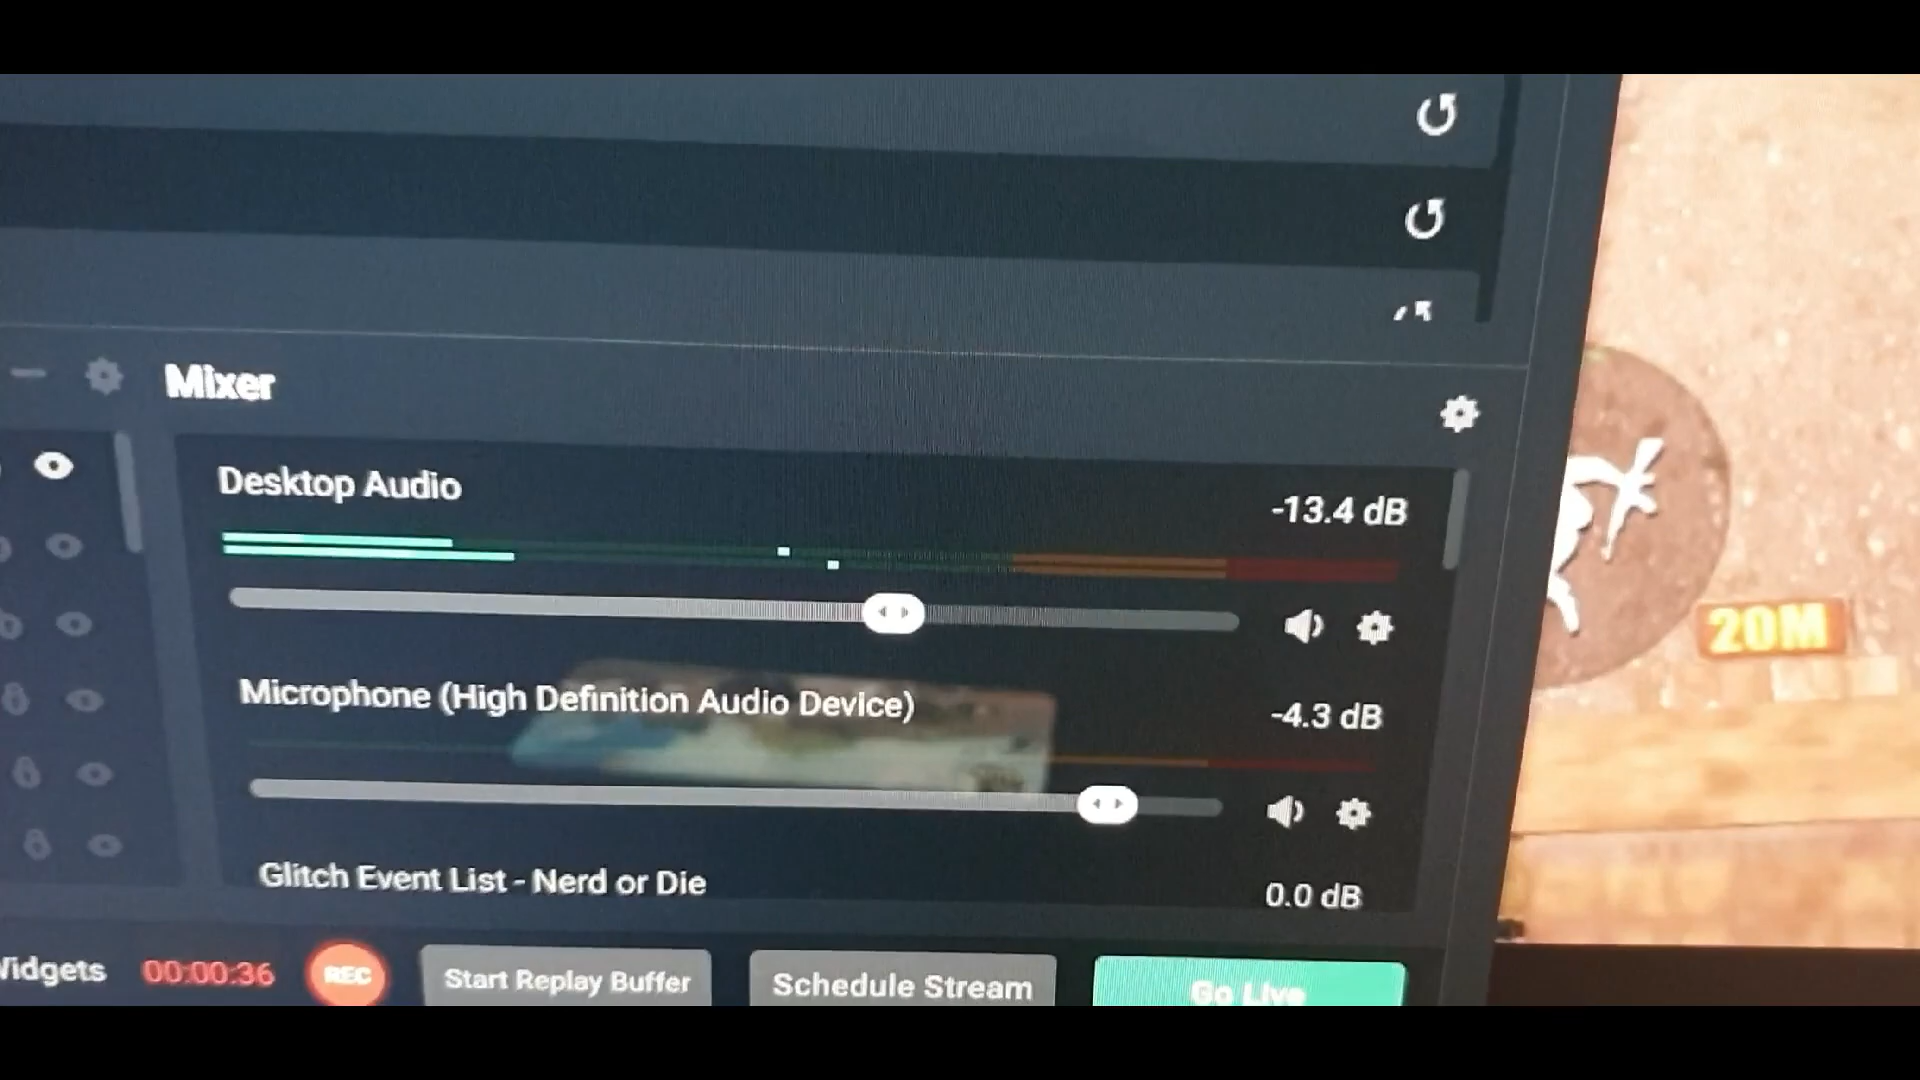 Mixer
Desktop Audio
-13.4 dB
Microphone (High Definition Audio Device)
-4.3 dB
Glitch Event List - Nerd or Die
0.0 dB
Widgets
00:00:36
REC
Start Replay Buffer
Schedule Stream
Go Live
20M